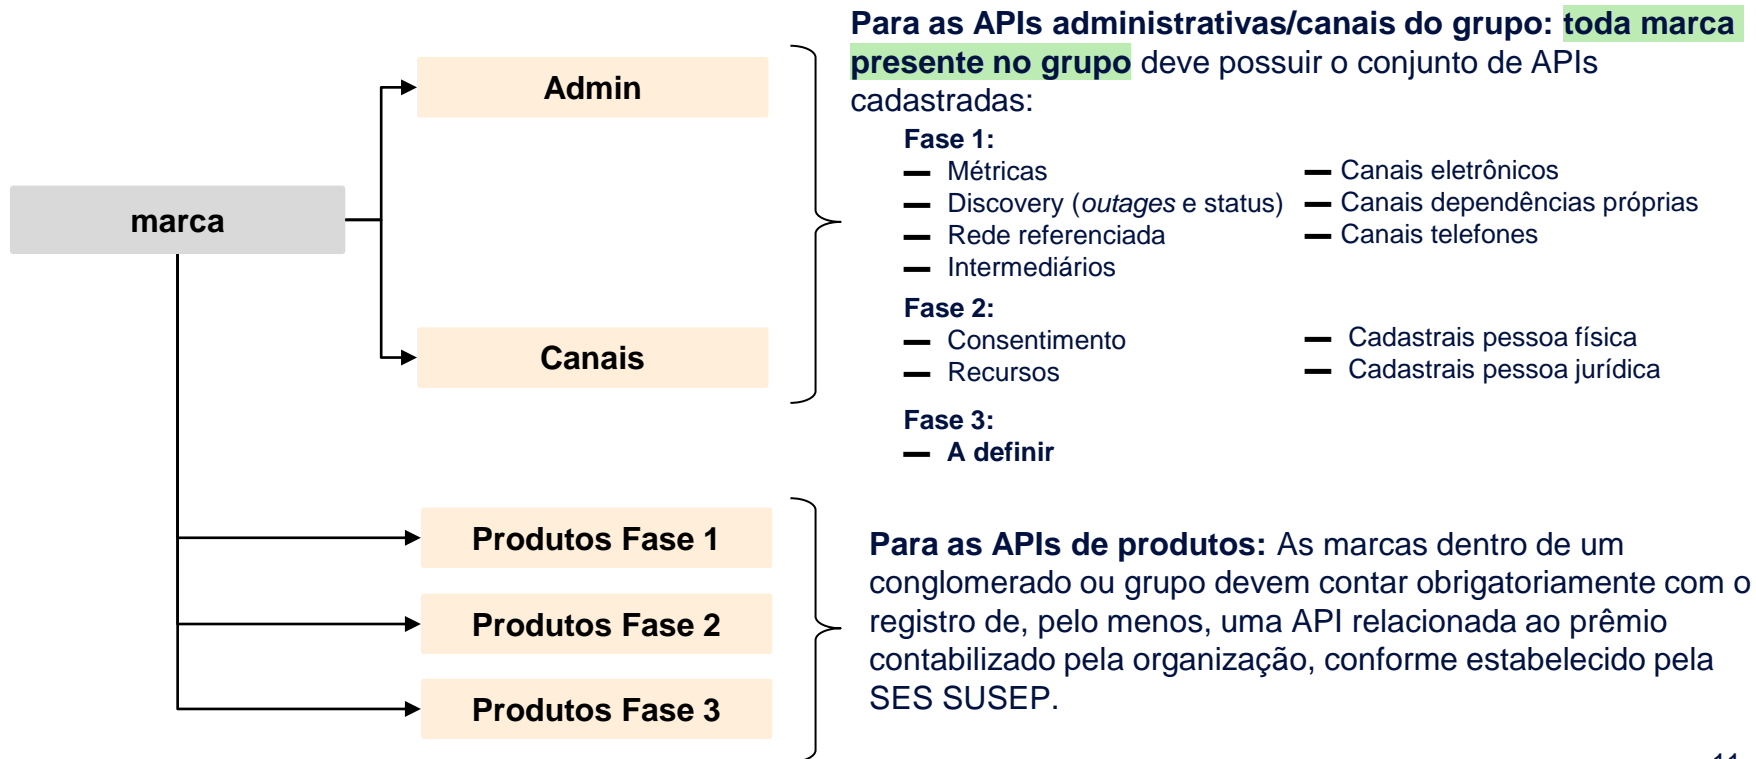 Para as APIs administrativas/canais do grupo: toda marca
presente no grupo deve possuir o conjunto de APIs
cadastradas:
Admin
Canais
marca
Fase 1:
Métricas
Discovery (outages e status)
Rede referenciada
Intermediários
Canais eletrônicos
Canais dependências próprias
Canais telefones
Fase 2:
Consentimento
Recursos
Cadastrais pessoa física
Cadastrais pessoa jurídica
Fase 3:
A definir
Produtos Fase 1
Produtos Fase 2
Produtos Fase 3
Para as APIs de produtos: As marcas dentro de um
conglomerado ou grupo devem contar obrigatoriamente com o
registro de, pelo menos, uma API relacionada ao prêmio
contabilizado pela organização, conforme estabelecido pela
SES SUSEP.